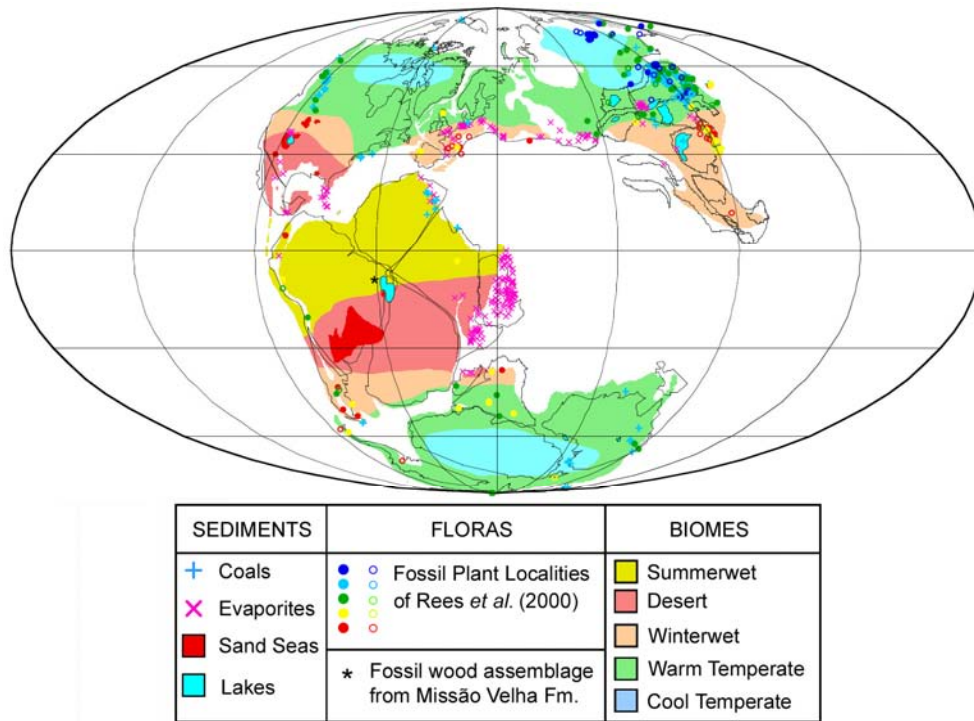 SEDIMENTS
Coals
Evaporites
Sand Seas
Lakes
FLORAS
Fossil Plant Localities
of Rees et al. (2000)
* Fossil wood assemblage
from Missão Velha Fm.
BIOMES
Summerwet
Desert
Winterwet
Warm Temperate
Cool Temperate